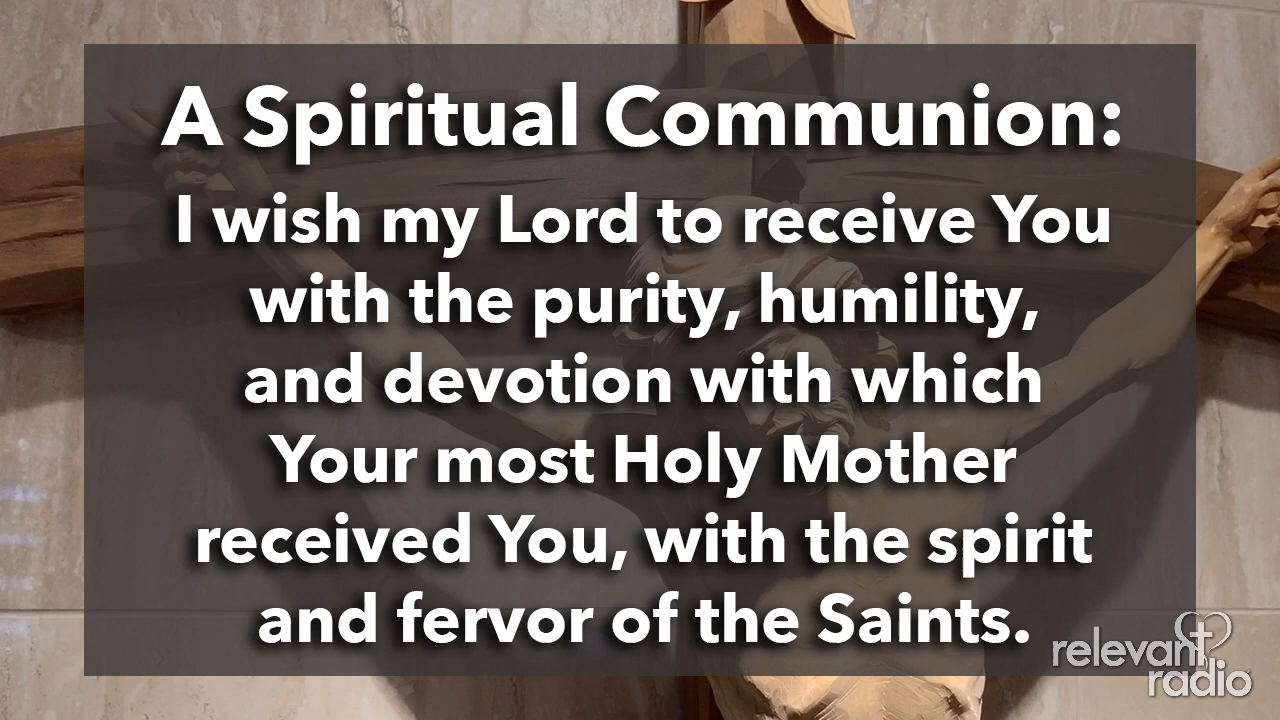 A Spiritual Communion:
I wish my Lord to receive You
with the purity, humility,
and devotion with which
Your most Holy Mother
received You, with the spirit
and fervor of the Saints.
relevant
radio